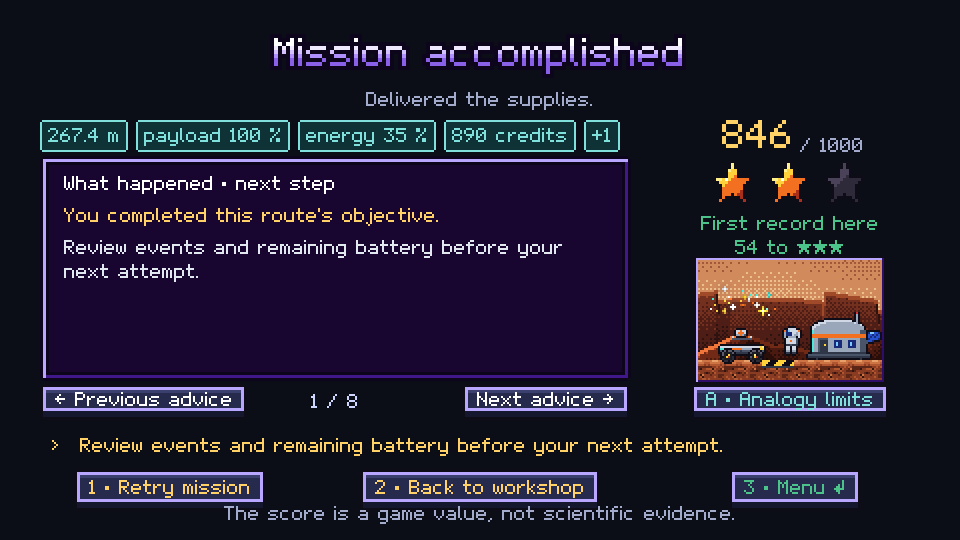 Mission accomplished
Delivered the supplies.
267.4 m
payload 100 %
energy 35 %
890 credits
+1
846 / 1000
What happened · next step
You completed this route's objective.
Review events and remaining battery before your
next attempt.
First record here
54 to ★★★
← Previous advice
1 / 8
Next advice →
A · Analogy limits
> Review events and remaining battery before your next attempt.
1 · Retry mission
2 · Back to workshop
3 · Menu ↲
The score is a game value, not scientific evidence.